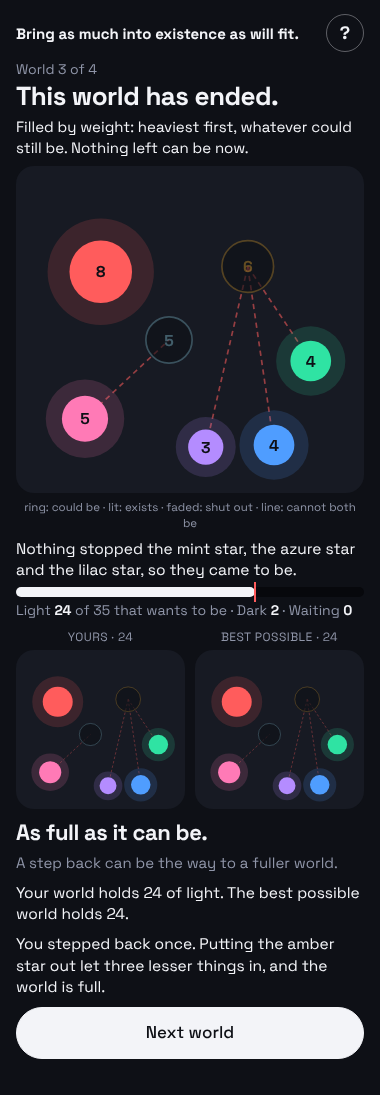 Bring as much into existence as will fit.
?
World 3 of 4
This world has ended.
Filled by weight: heaviest first, whatever could
still be. Nothing left can be now.
8
6
5
4
5
3
4
ring: could be · lit: exists · faded: shut out · line: cannot both
be
Nothing stopped the mint star, the azure star
and the lilac star, so they came to be.
Light 24 of 35 that wants to be · Dark 2 · Waiting 0
YOURS · 24
BEST POSSIBLE · 24
As full as it can be.
A step back can be the way to a fuller world.
Your world holds 24 of light. The best possible
world holds 24.
You stepped back once. Putting the amber
star out let three lesser things in, and the
world is full.
Next world